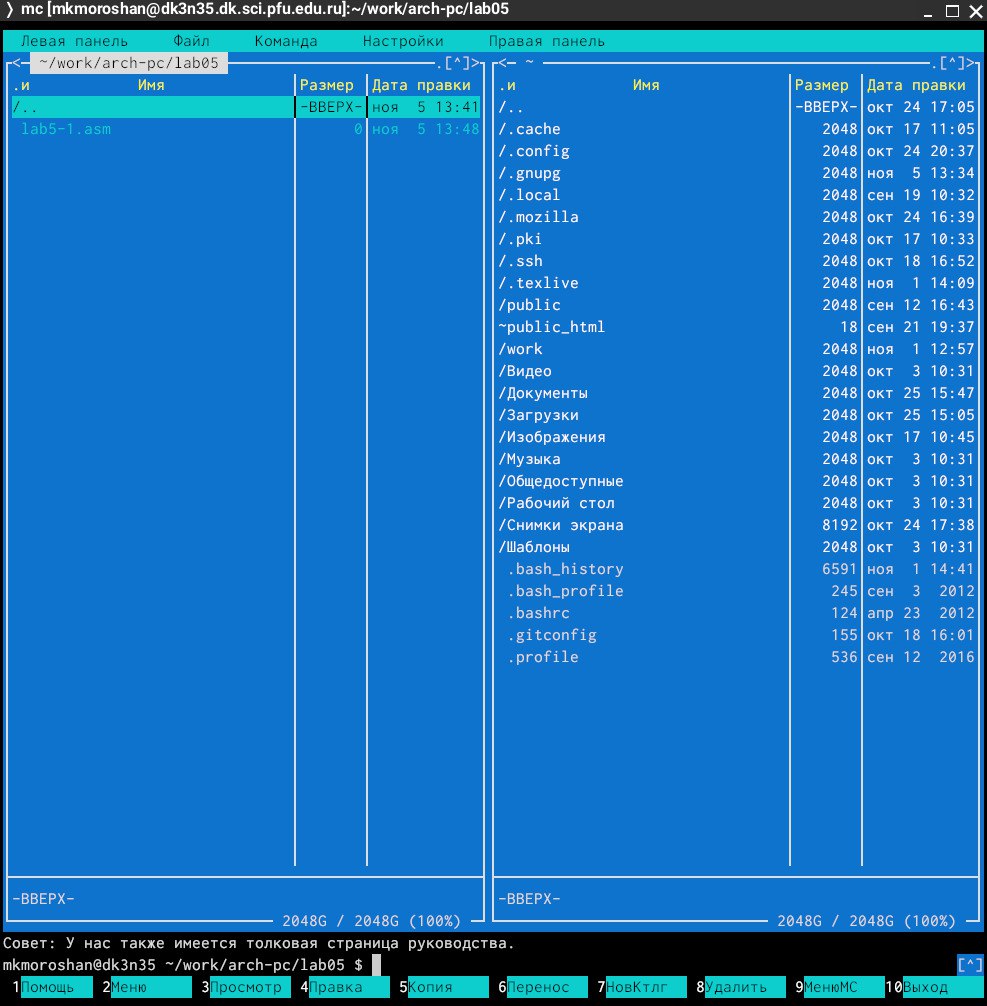 ❯ mc [mkmoroshan@dk3n35.dk.sci.pfu.edu.ru]:~/work/arch-pc/lab05
Левая панель Файл Команда Настройки Правая панель
<─ ~/work/arch-pc/lab05 .[^]>
.и Имя Размер Дата правки
/.. -ВВЕРХ- ноя 5 13:41
lab5-1.asm 0 ноя 5 13:48
-ВВЕРХ-
2048G / 2048G (100%)
<─ ~ .[^]>
.и Имя Размер Дата правки
/.. -ВВЕРХ- окт 24 17:05
/.cache 2048 окт 17 11:05
/.config 2048 окт 24 20:37
/.gnupg 2048 ноя 5 13:34
/.local 2048 сен 19 10:32
/.mozilla 2048 окт 24 16:39
/.pki 2048 окт 17 10:33
/.ssh 2048 окт 18 16:52
/.texlive 2048 ноя 1 14:09
/public 2048 сен 12 16:43
~public_html 18 сен 21 19:37
/work 2048 ноя 1 12:57
/Видео 2048 окт 3 10:31
/Документы 2048 окт 25 15:47
/Загрузки 2048 окт 25 15:05
/Изображения 2048 окт 17 10:45
/Музыка 2048 окт 3 10:31
/Общедоступные 2048 окт 3 10:31
/Рабочий стол 2048 окт 3 10:31
/Снимки экрана 8192 окт 24 17:38
/Шаблоны 2048 окт 3 10:31
.bash_history 6591 ноя 1 14:41
.bash_profile 245 сен 3 2012
.bashrc 124 апр 23 2012
.gitconfig 155 окт 18 16:01
.profile 536 сен 12 2016
-ВВЕРХ-
2048G / 2048G (100%)
Совет: У нас также имеется толковая страница руководства.
mkmoroshan@dk3n35 ~/work/arch-pc/lab05 $ [^]
1Помощь 2Меню 3Просмотр 4Правка 5Копия 6Перенос 7НовКтлг 8Удалить 9МенюМС 10Выход